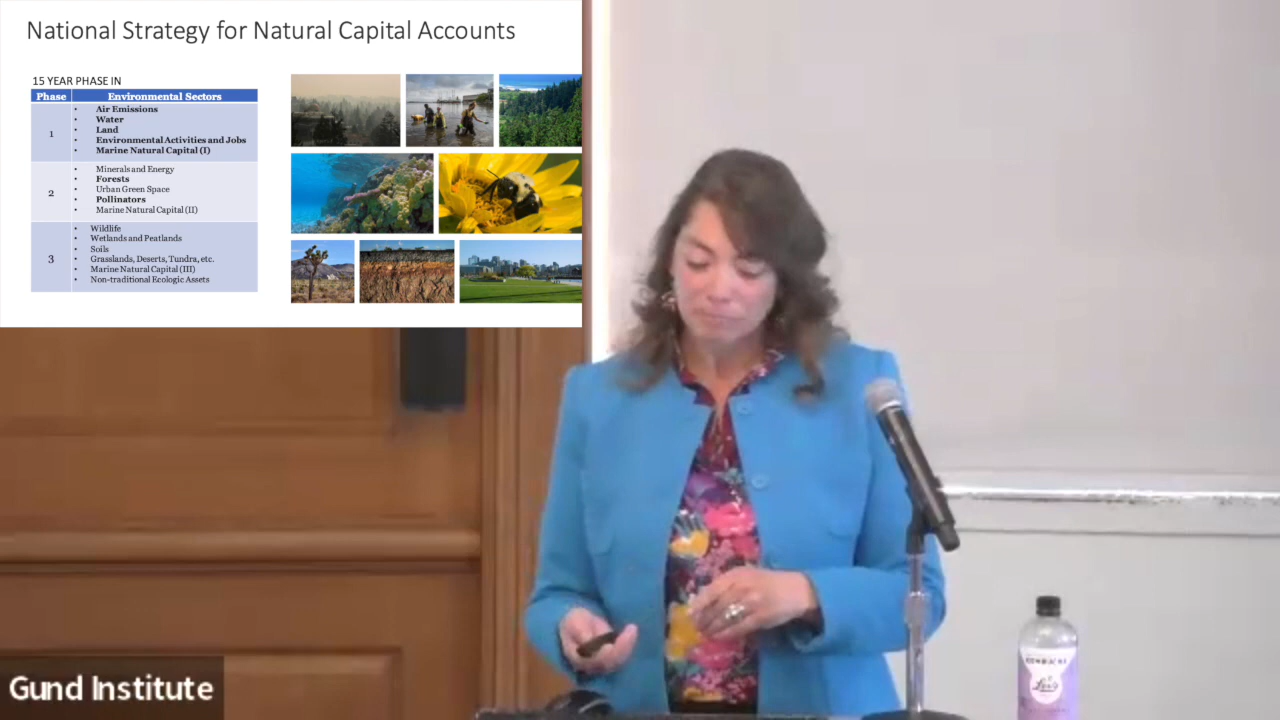 National Strategy for Natural Capital Accounts
15 YEAR PHASE IN
Phase Environmental Sectors
1
• Air Emissions
• Water
• Land
• Environmental Activities and Jobs
• Marine Natural Capital (I)
2
• Minerals and Energy
• Forests
• Urban Green Space
• Pollinators
• Marine Natural Capital (II)
3
• Wildlife
• Wetlands and Peatlands
• Soils
• Grasslands, Deserts, Tundra, etc.
• Marine Natural Capital (III)
• Non-traditional Ecologic Assets
Gund Institute